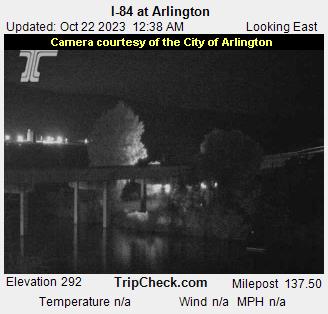 I-84 at Arlington
Updated: Oct 22 2023 12:38 AM Looking East
Camera courtesy of the City of Arlington
Elevation 292 TripCheck.com Milepost 137.50
Temperature n/a Wind n/a MPH n/a